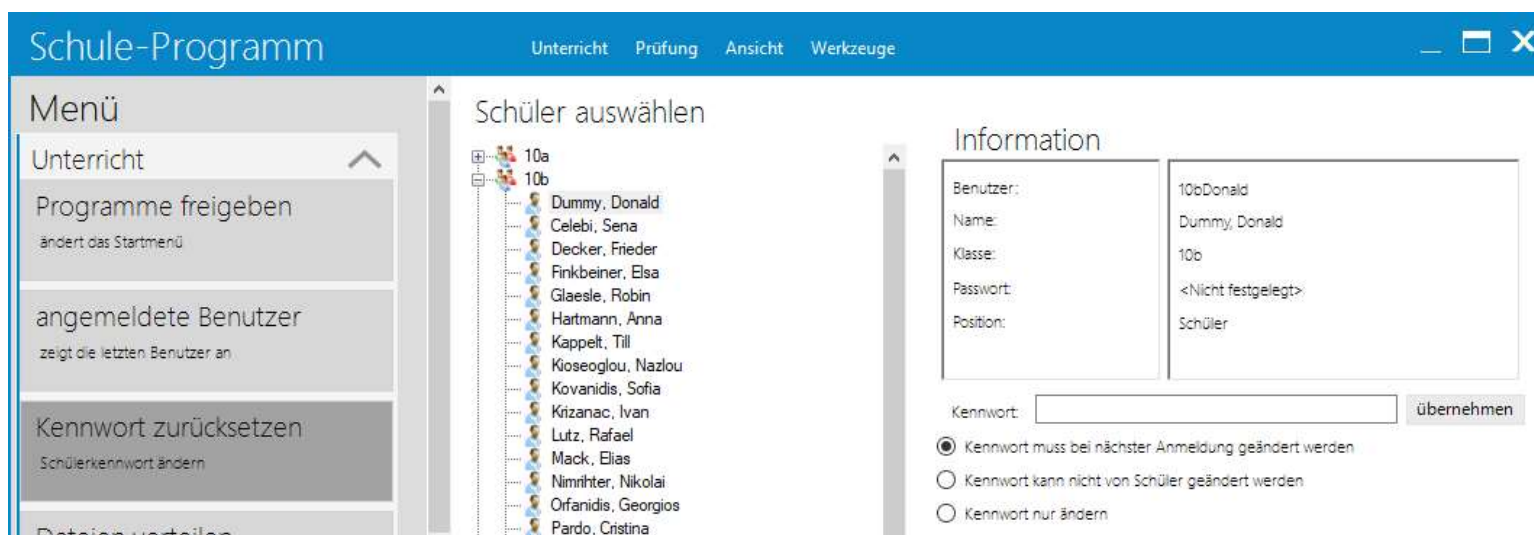 Schule-Programm
Unterricht Prüfung Ansicht Werkzeuge
Menü
Unterricht
Programme freigeben
ändert das Startmenü
angemeldete Benutzer
zeigt die letzten Benutzer an
Kennwort zurücksetzen
Schülerkennwort ändern
Dateien verteilen
Schüler auswählen
10a
10b
Dummy, Donald
Celebi, Sena
Decker, Frieder
Finkbeiner, Elsa
Glaesle, Robin
Hartmann, Anna
Kappelt, Till
Kioseoglou, Nazlou
Kovanidis, Sofia
Krizanac, Ivan
Lutz, Rafael
Mack, Elias
Nimrihter, Nikolai
Orfanidis, Georgios
Pardo, Cristina
Information
Benutzer: 10bDonald
Name: Dummy, Donald
Klasse: 10b
Passwort: <Nicht festgelegt>
Position: Schüler
Kennwort: übernehmen
Kennwort muss bei nächster Anmeldung geändert werden
Kennwort kann nicht von Schüler geändert werden
Kennwort nur ändern